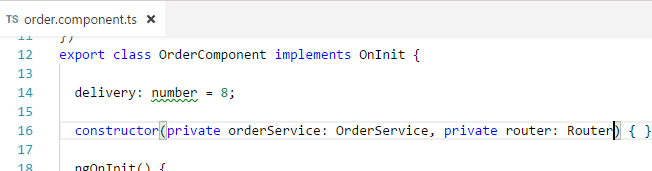 TS order.component.ts ×
11 })
12 export class OrderComponent implements OnInit {
13
14 delivery: number = 8;
15
16 constructor(private orderService: OrderService, private router: Router) { }
17
18 ngOnInit() {